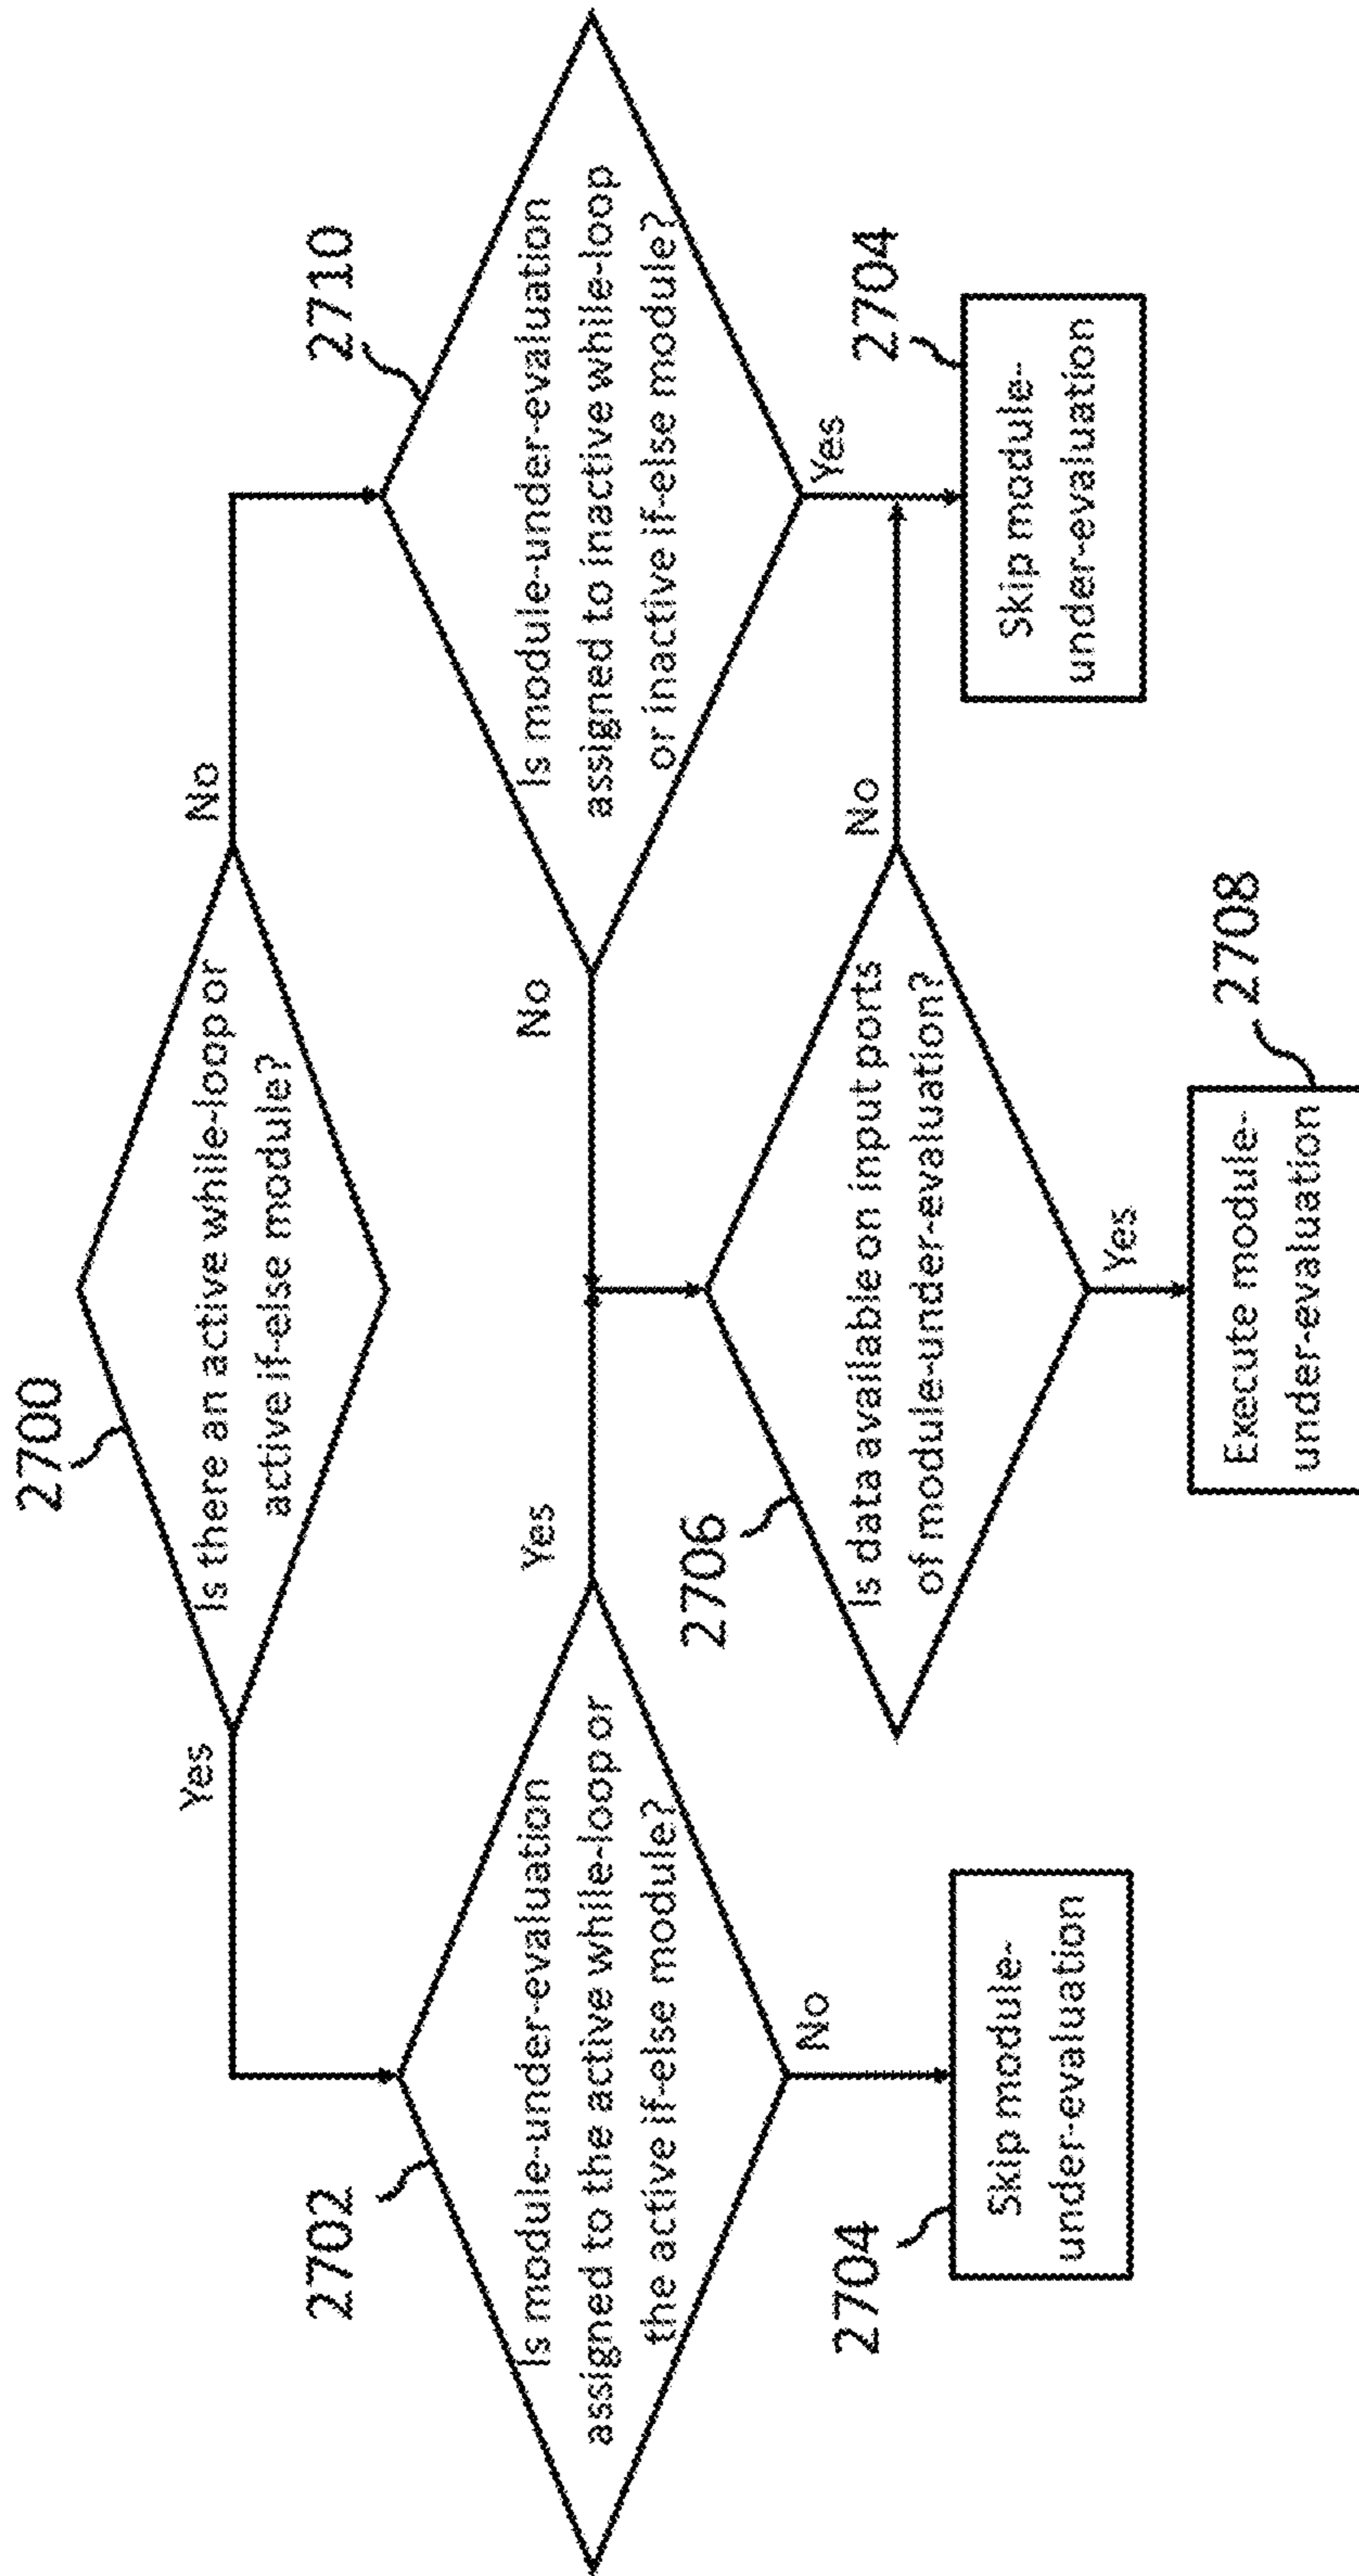 2700
Is there an active while-loop or
active if-else module?
Yes
No
2702
Is module-under-evaluation
assigned to the active while-loop or
the active if-else module?
Yes
No
2710
Is module-under-evaluation
assigned to inactive while-loop
or inactive if-else module?
No
Yes
2706
Is data available on input ports
of module-under-evaluation?
No
Yes
2704
Skip module-
under-evaluation
2704
Skip module-
under-evaluation
2708
Execute module-
under-evaluation